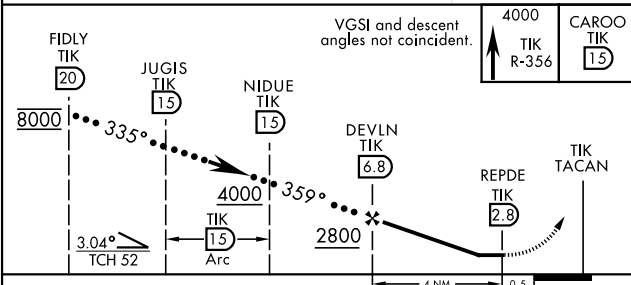 VGSI and descent
angles not coincident.
4000
TIK
R-356
CAROO
TIK
15
FIDLY
TIK
20
JUGIS
TIK
15
NIDUE
TIK
15
DEVLN
TIK
6.8
REPDE
TIK
2.8
TIK
TACAN
8000
335°
4000
359°
2800
3.04°
TCH 52
TIK
15
Arc
4 NM
0.5